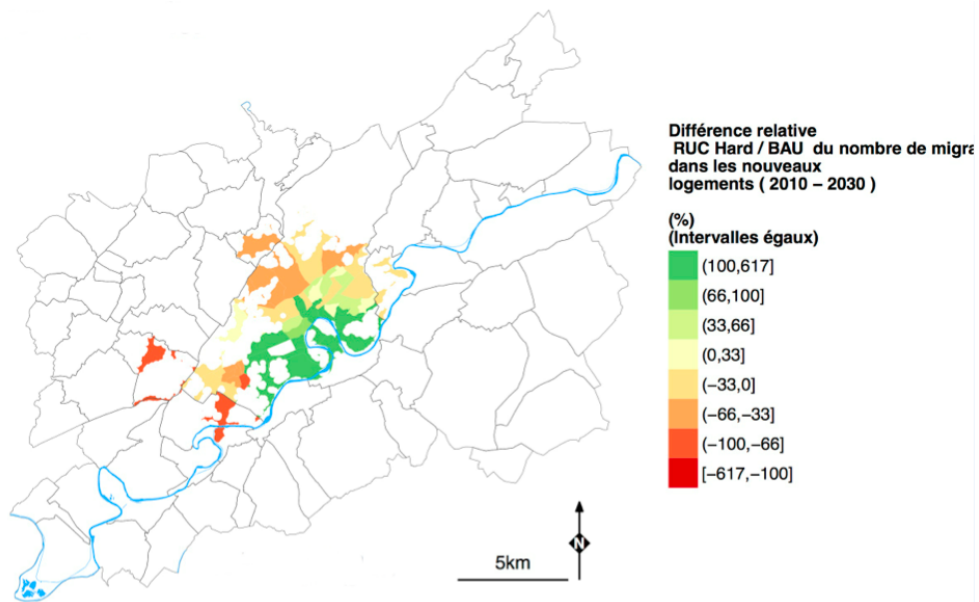 Différence relative
RUC Hard / BAU du nombre de migra
dans les nouveaux
logements ( 2010 – 2030 )
(%)
(Intervalles égaux)
(100,617]
(66,100]
(33,66]
(0,33]
(−33,0]
(−66,−33]
(−100,−66]
[−617,−100]
N
5km